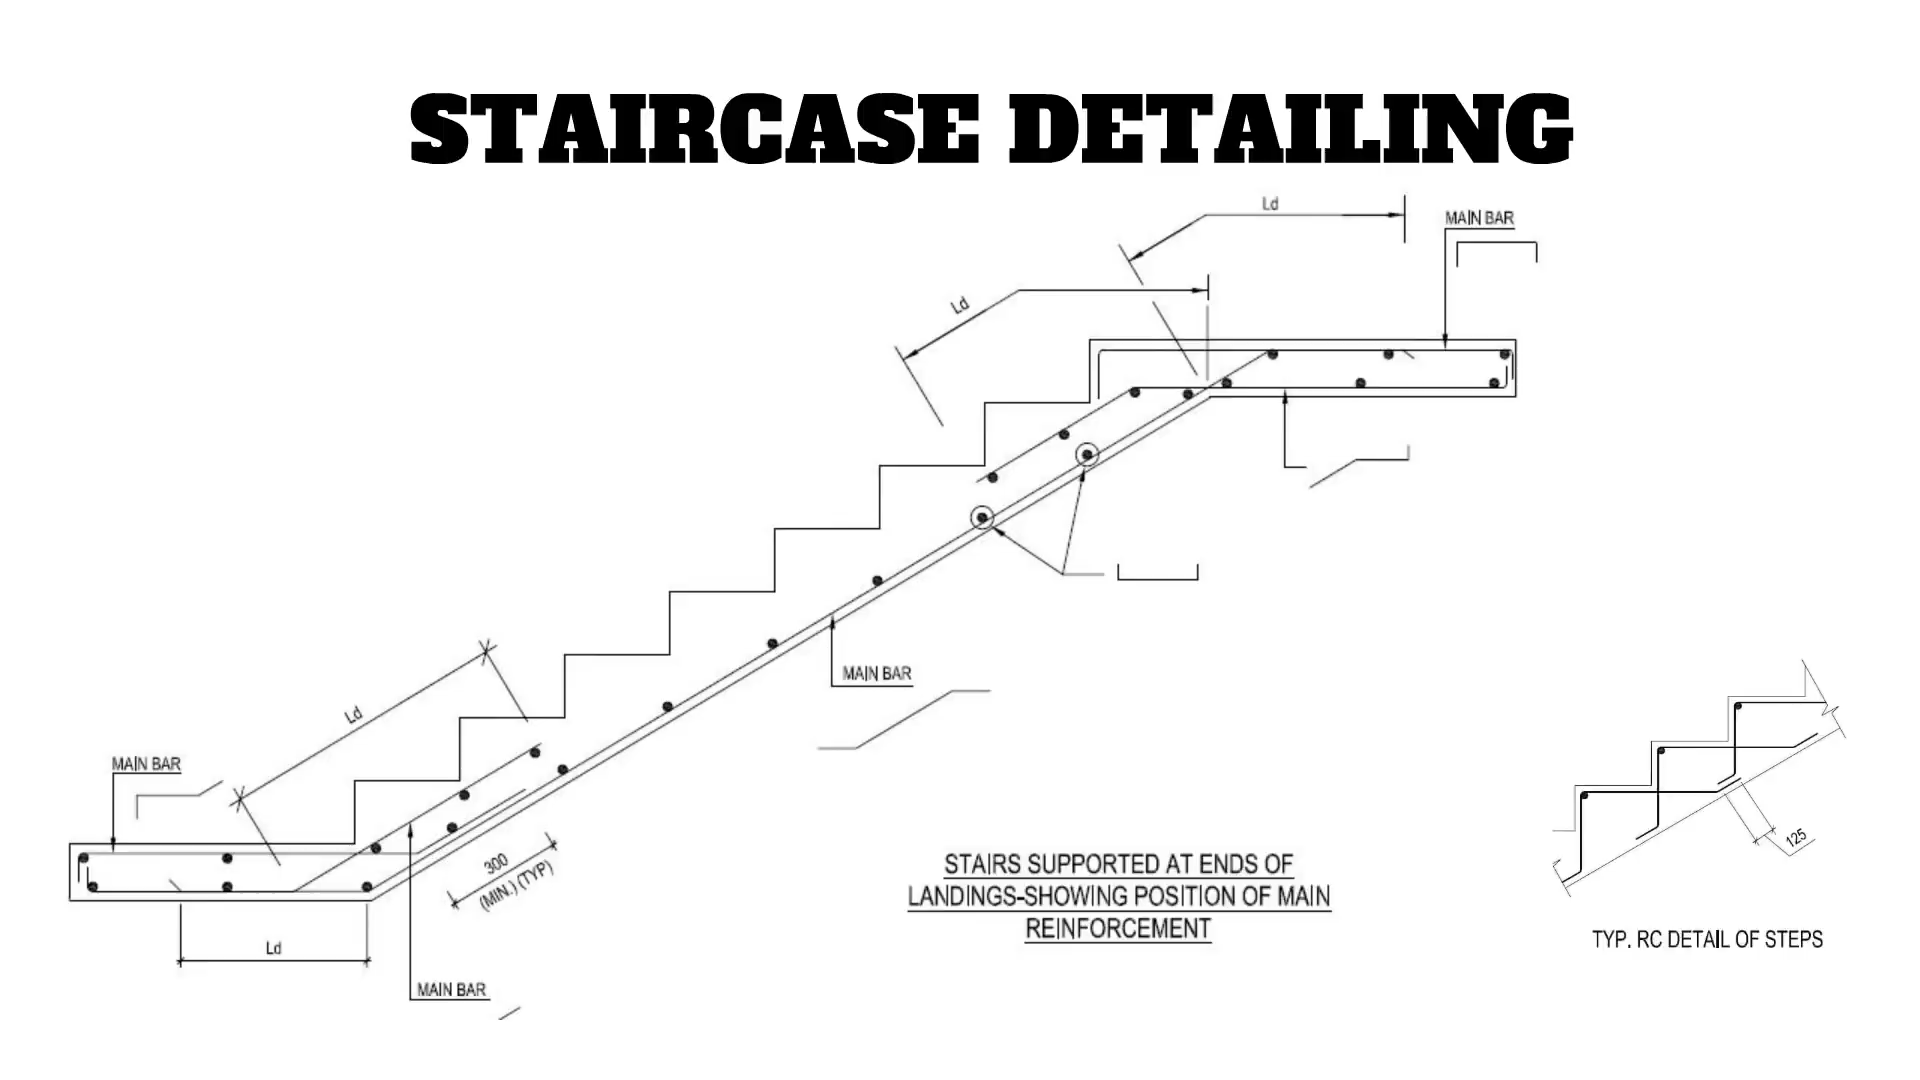 STAIRCASE DETAILING
Ld
MAIN BAR
Ld
MAIN BAR
Ld
MAIN BAR
300
(MIN.) (TYP)
Ld
MAIN BAR
125
STAIRS SUPPORTED AT ENDS OF
LANDINGS-SHOWING POSITION OF MAIN
REINFORCEMENT
TYP. RC DETAIL OF STEPS